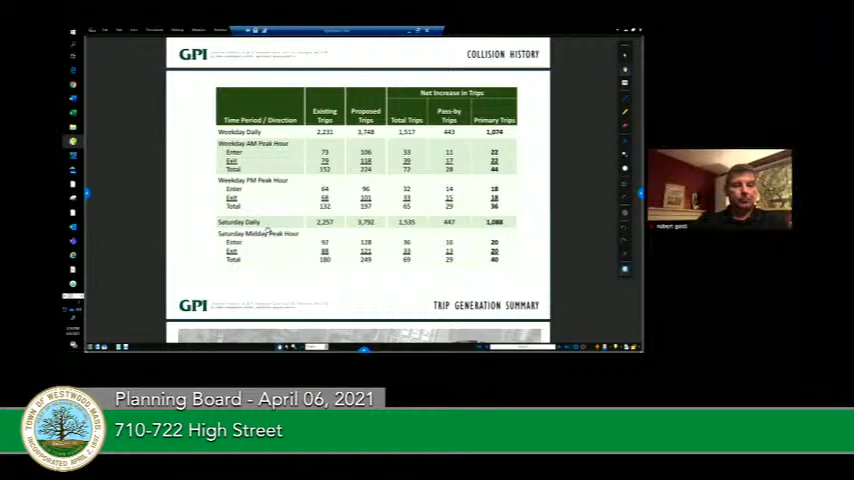 GPI
COLLISION HISTORY
Net Increase in Trips
Time Period / Direction Existing Trips Proposed Trips Total Trips Pass-by Trips Primary Trips
Weekday Daily 2,231 3,748 1,517 443 1,074
Weekday AM Peak Hour
Enter 73 106 33 11 22
Exit 79 118 39 17 22
Total 152 224 72 28 44
Weekday PM Peak Hour
Enter 64 96 32 14 18
Exit 68 101 33 15 18
Total 132 197 65 29 36
Saturday Daily 2,257 3,792 1,535 447 1,088
Saturday Midday Peak Hour
Enter 92 128 36 16 20
Exit 88 121 33 13 20
Total 180 249 69 29 40
GPI
TRIP GENERATION SUMMARY
Planning Board - April 06, 2021
710-722 High Street
TOWN OF WESTWOOD MASS.
INCORPORATED APRIL 2, 1897